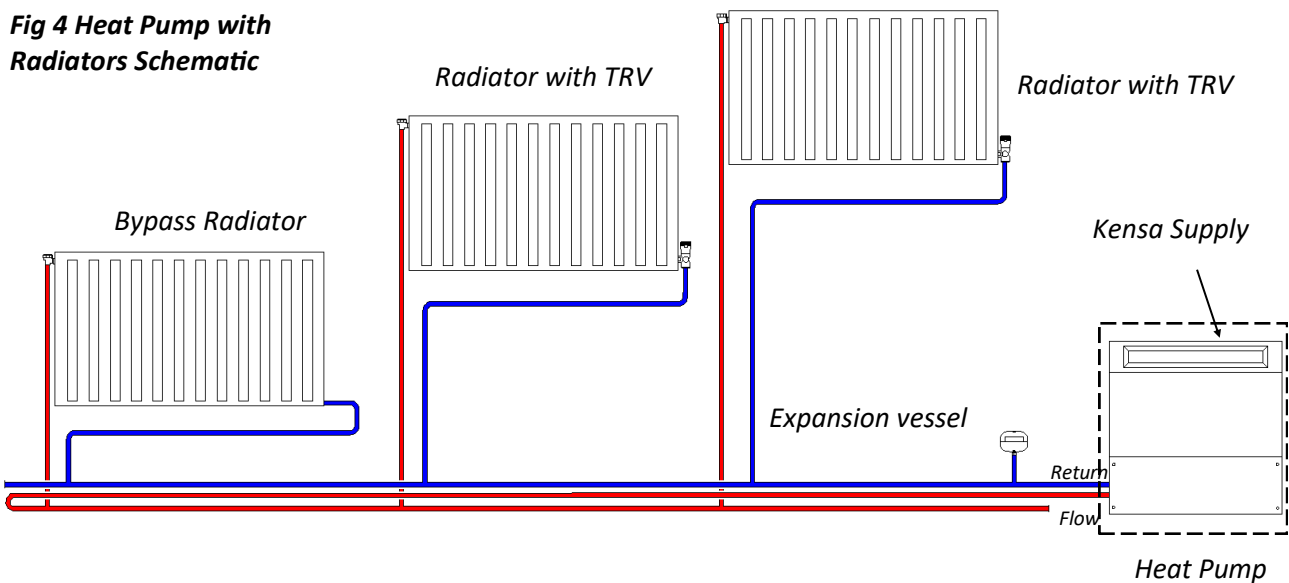 Fig 4 Heat Pump with
Radiators Schematic
Radiator with TRV
Radiator with TRV
Bypass Radiator
Kensa Supply
Expansion vessel
Return
Flow
Heat Pump